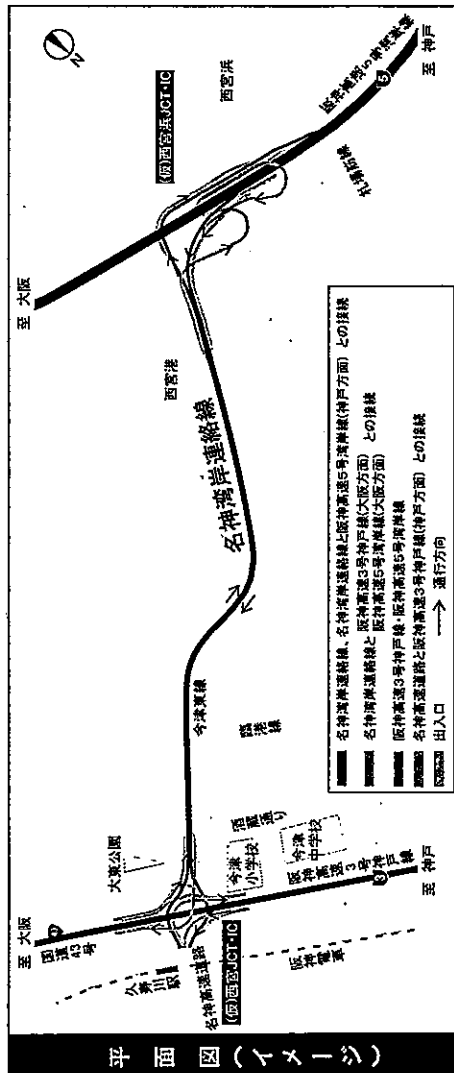 平面図(イメージ)
至 大阪
国道43号
43
久寿川駅
名神高速道路
(仮)西宮JCT・IC
大東公園
今津小学校
酒蔵通り
今津中学校
阪神高速3号神戸線
3
至 神戸
阪神電車
今津東線
臨港線
名神湾岸連絡線
西宮港
至 大阪
(仮)西宮浜JCT・IC
西宮浜
札場筋線
阪神高速5号湾岸線
5
至 神戸
N
名神湾岸連絡線、名神湾岸連絡線と阪神高速5号湾岸線(神戸方面) との接続
名神湾岸連絡線と 阪神高速3号神戸線(大阪方面) との接続
阪神高速5号湾岸線(大阪方面)
阪神高速3号神戸線・阪神高速5号湾岸線
名神高速道路と阪神高速3号神戸線(神戸方面) との接続
出入口
通行方向